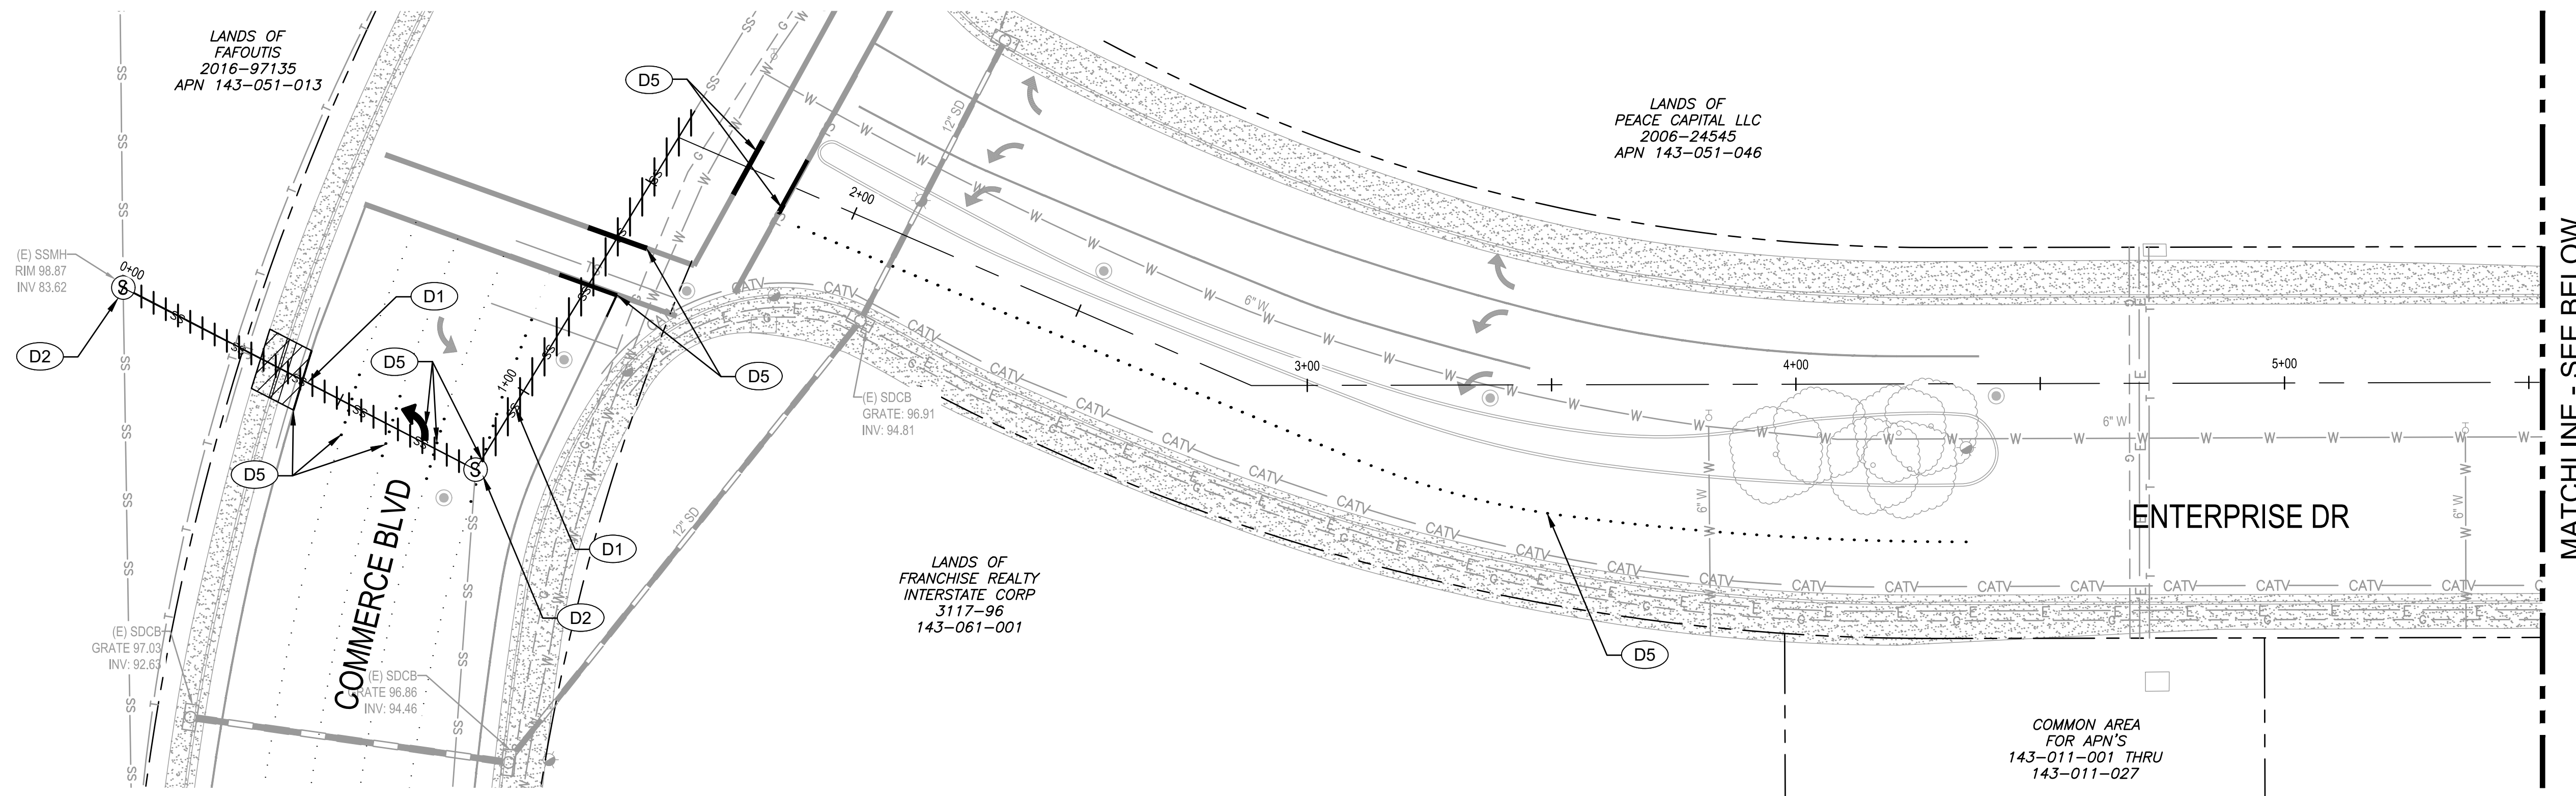 LANDS OF
FAFOUTIS
2016-97135
APN 143-051-013
D5
12" SD
LANDS OF
PEACE CAPITAL LLC
2006-24545
APN 143-051-046
2+00
(E) SSMH
RIM 98.87
INV 83.62
0+00
D2
D1
D5
D5
1+00
D5
6" W
3+00
4+00
5+00
(E) SDCB
GRATE: 96.91
INV: 94.81
6" W
6" W
6" W
ENTERPRISE DR
MATCHLINE - SEE BELOW
COMMERCE BLVD
12" SD
D1
D2
LANDS OF
FRANCHISE REALTY
INTERSTATE CORP
3117-96
143-061-001
D5
(E) SDCB
GRATE 97.03
INV: 92.63
(E) SDCB
GRATE 96.86
INV: 94.46
COMMON AREA
FOR APN'S
143-011-001 THRU
143-011-027
SS
T
W
G
E
CATV
S